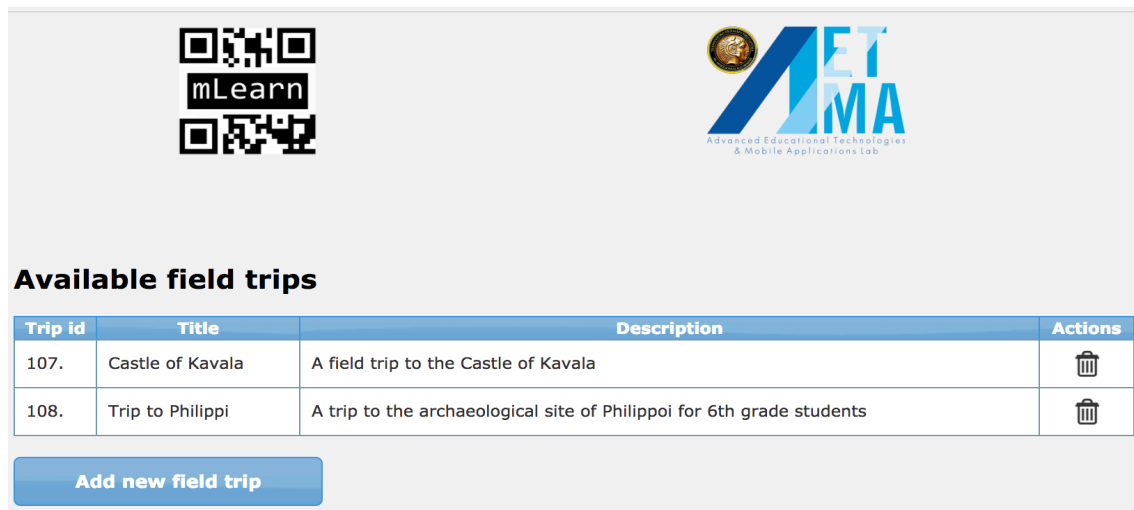 mLearn
AETMA
Advanced Educational Technologies
& Mobile Applications Lab
Available field trips
Trip id Title Description Actions
107. Castle of Kavala A field trip to the Castle of Kavala
108. Trip to Philippi A trip to the archaeological site of Philippoi for 6th grade students
Add new field trip